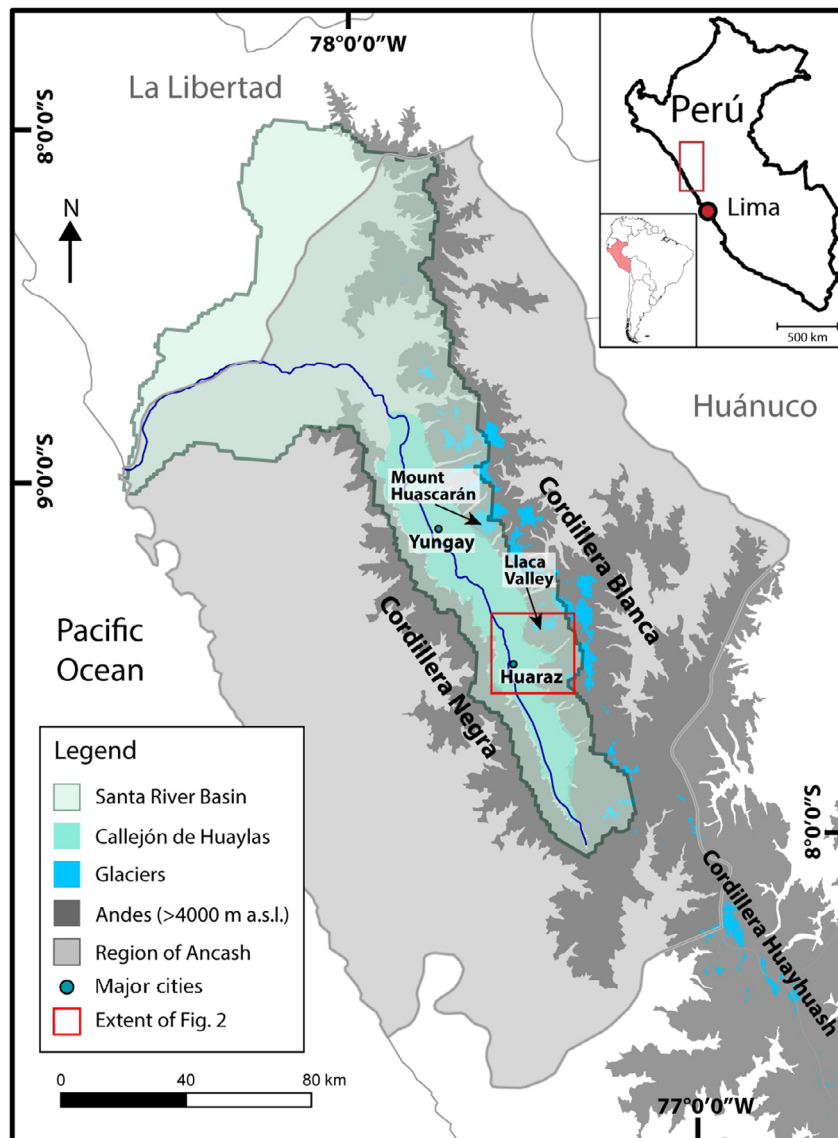 78°0’0”W
La Libertad
8°0’0”S
N
Perú
Lima
500 km
Huánuco
9°0’0”S
Mount
Huascarán
Yungay
Cordillera Blanca
Llaca
Valley
Pacific
Ocean
Cordillera Negra
Huaraz
Legend
Santa River Basin
Callejón de Huaylas
Glaciers
Andes (>4000 m a.s.l.)
Region of Ancash
Major cities
Extent of Fig. 2
8°0’0”S
Cordillera Huayhuash
0 40 80 km
77°0’0”W